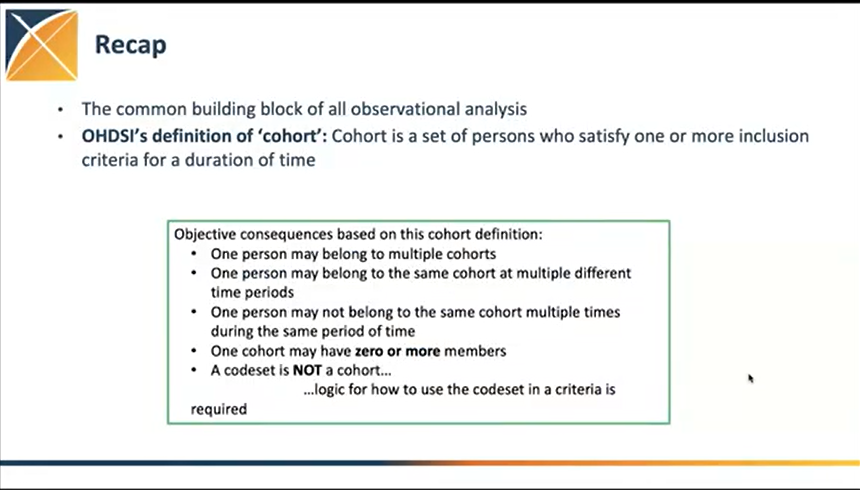 Recap
• The common building block of all observational analysis
• OHDSI's definition of 'cohort': Cohort is a set of persons who satisfy one or more inclusion
criteria for a duration of time
Objective consequences based on this cohort definition:
• One person may belong to multiple cohorts
• One person may belong to the same cohort at multiple different
time periods
• One person may not belong to the same cohort multiple times
during the same period of time
• One cohort may have zero or more members
• A codeset is NOT a cohort...
...logic for how to use the codeset in a criteria is
required